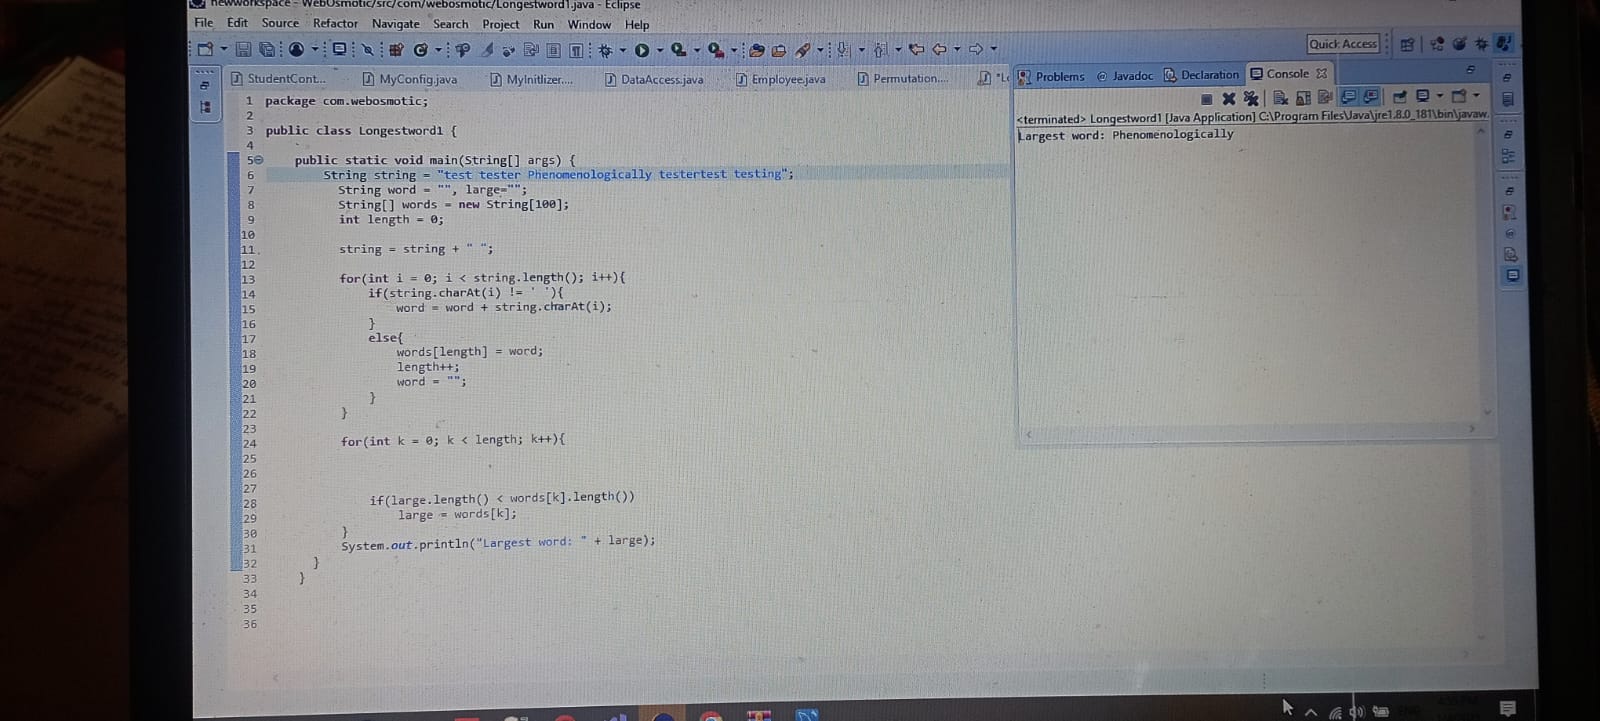 newworkspace - WebOsmotic/src/com/webosmotic/Longestword1.java - Eclipse
File Edit Source Refactor Navigate Search Project Run Window Help
Quick Access
StudentCont... MyConfig.java MyInitlizer.... DataAccess.java Employee.java Permutation....
Problems Javadoc Declaration Console
<terminated> Longestword1 [Java Application] C:\Program Files\Java\jre1.8.0_181\bin\javaw.
Largest word: Phenomenologically
1 package com.webosmotic;
2
3 public class Longestword1 {
4
5 public static void main(String[] args) {
6 String string = "test tester Phenomenologically testertest testing";
7 String word = "", large="";
8 String[] words = new String[100];
9 int length = 0;
10
11 string = string + " ";
12
13 for(int i = 0; i < string.length(); i++){
14 if(string.charAt(i) != ' '){
15 word = word + string.charAt(i);
16 }
17 else{
18 words[length] = word;
19 length++;
20 word = "";
21 }
22 }
23
24 for(int k = 0; k < length; k++){
25
26
27
28 if(large.length() < words[k].length())
29 large = words[k];
30 }
31 System.out.println("Largest word: " + large);
32 }
33 }
34
35
36